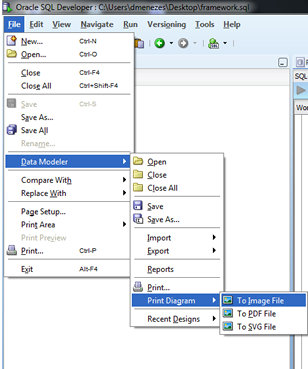 Oracle SQL Developer : C:\Users\dmenezes\Desktop\framework.sql
File Edit View Navigate Run Versioning Tools Help
New... Ctrl-N
Open... Ctrl-O
Close Ctrl-F4
Close All Ctrl+Shift-F4
Save Ctrl-S
Save As...
Save All
Rename...
Data Modeler
Compare With
Replace With
Page Setup...
Print Area
Print Preview
Print... Ctrl-P
Exit Alt-F4
Open
Close
Close All
Save
Save As...
Import
Export
Reports
Print...
Print Diagram
Recent Designs
To Image File
To PDF File
To SVG File
SQL
Wor